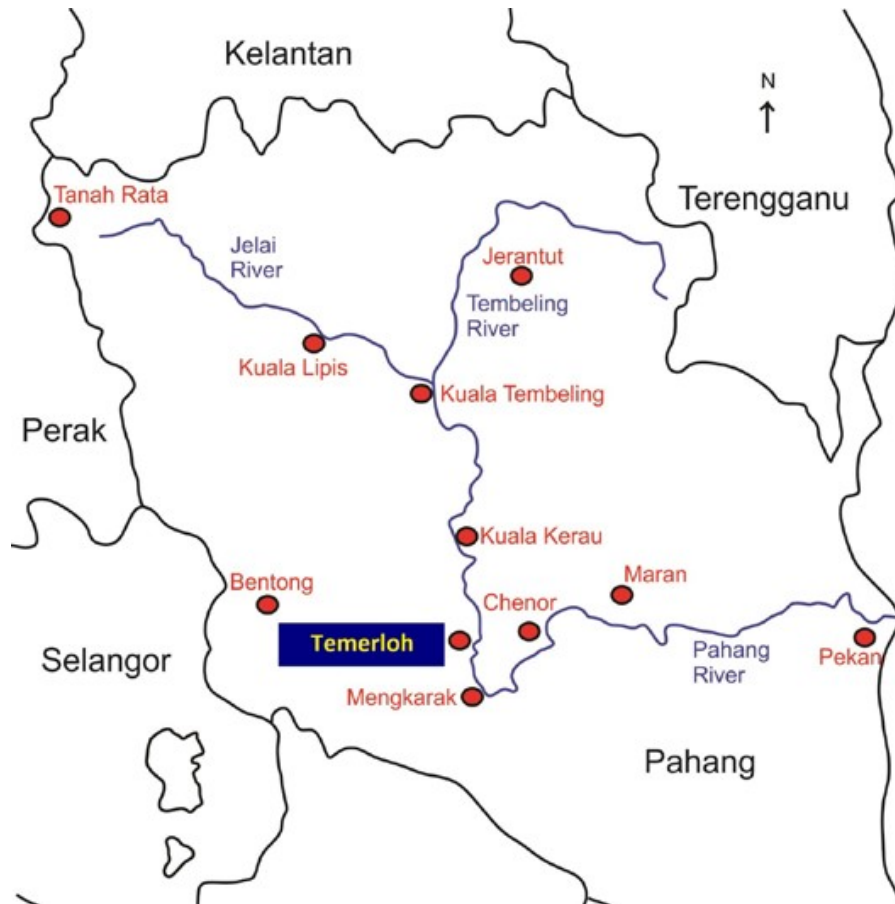 Kelantan
N
Tanah Rata
Terengganu
Jelai
River
Jerantut
Tembeling
River
Kuala Lipis
Kuala Tembeling
Perak
Kuala Kerau
Bentong
Maran
Chenor
Temerloh
Selangor
Pahang
River
Pekan
Mengkarak
Pahang